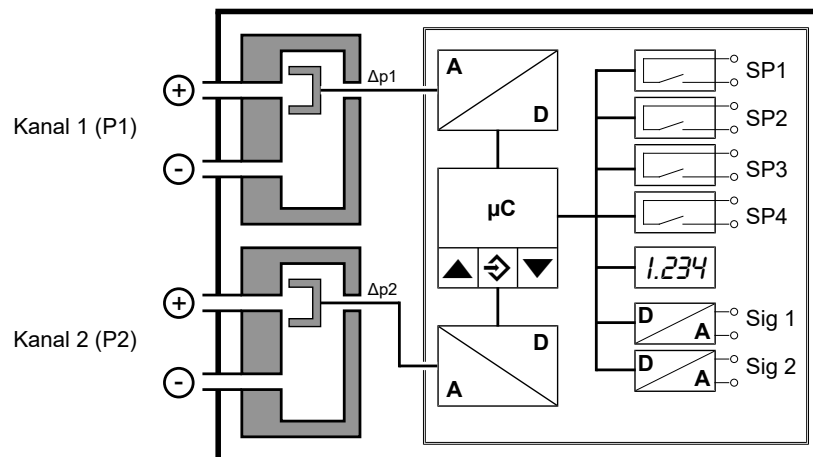 Kanal 1 (P1)
+
-
Δp1
A
D
µC
SP1
SP2
SP3
SP4
1.234
D
A
Sig 1
D
A
Sig 2
Kanal 2 (P2)
+
-
Δp2
D
A